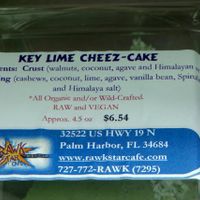 KEY LIME CHEEZ-CAKE
ents: Crust (walnuts, coconut, agave and Himalayan
ing (cashews, coconut, lime, agave, vanilla bean, Spiru
and Himalaya salt)
*All Organic and/or Wild-Crafted.
RAW and VEGAN
Approx. 4.5 oz $6.54
32522 US HWY 19 N
Palm Harbor, FL 34684
www.rawkstarcafe.com
727-772-RAWK (7295)